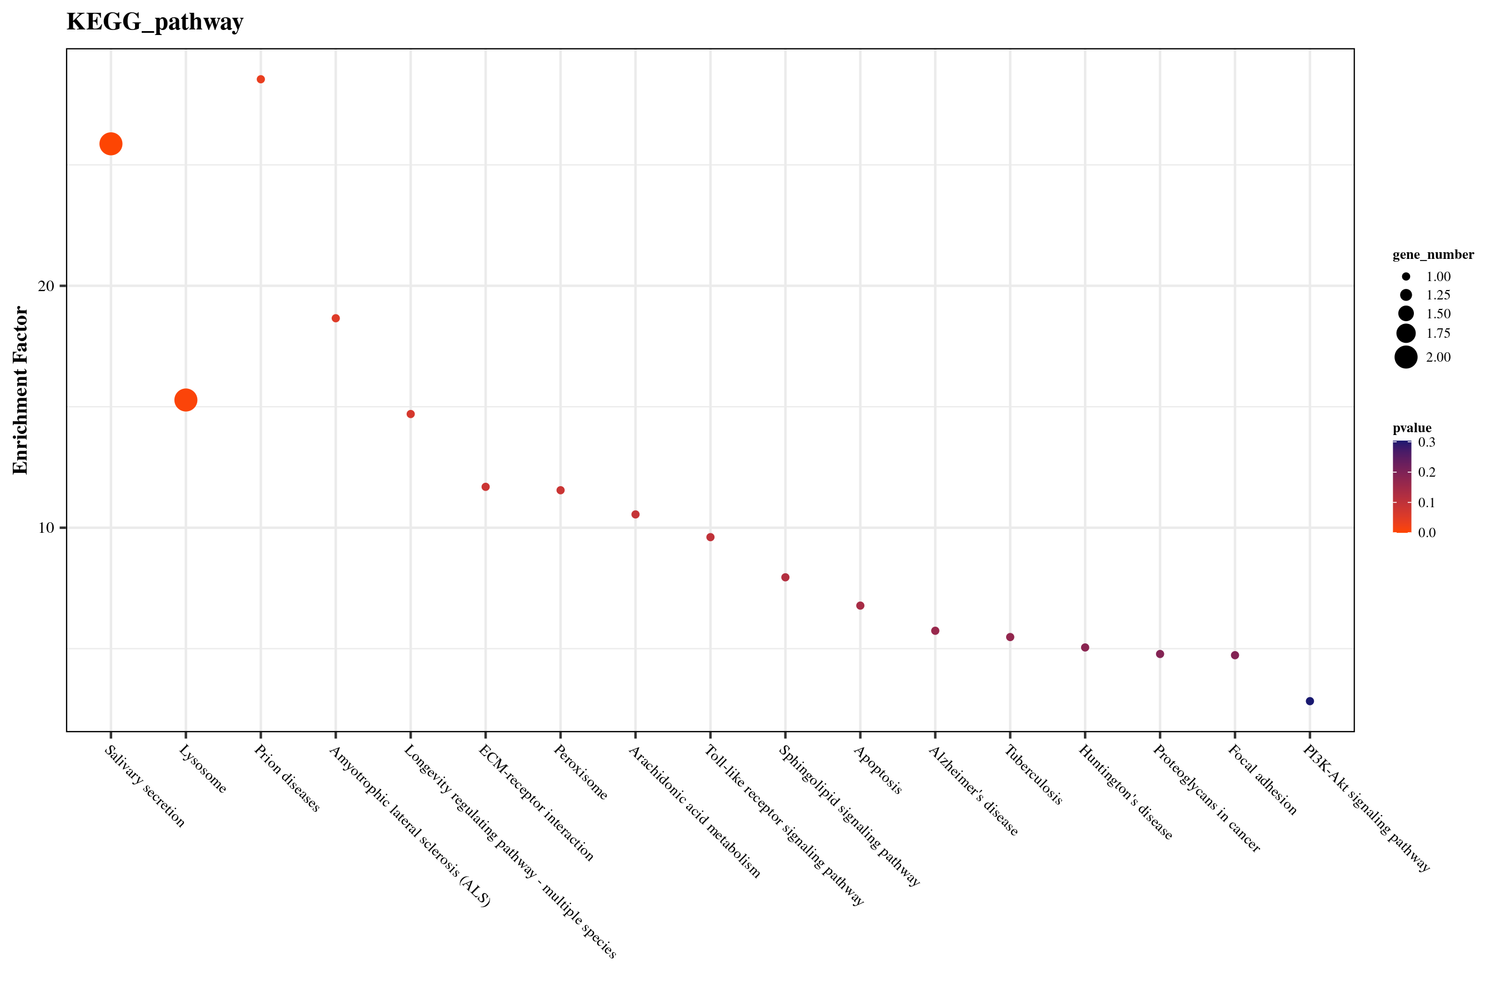 KEGG_pathway
Enrichment Factor
20
10
Salivary secretion
Lysosome
Prion diseases
Amyotrophic lateral sclerosis (ALS)
Longevity regulating pathway - multiple species
ECM-receptor interaction
Peroxisome
Arachidonic acid metabolism
Toll-like receptor signaling pathway
Sphingolipid signaling pathway
Apoptosis
Alzheimer's disease
Tuberculosis
Huntington's disease
Proteoglycans in cancer
Focal adhesion
PI3K-Akt signaling pathway
gene_number
1.00
1.25
1.50
1.75
2.00
pvalue
0.3
0.2
0.1
0.0